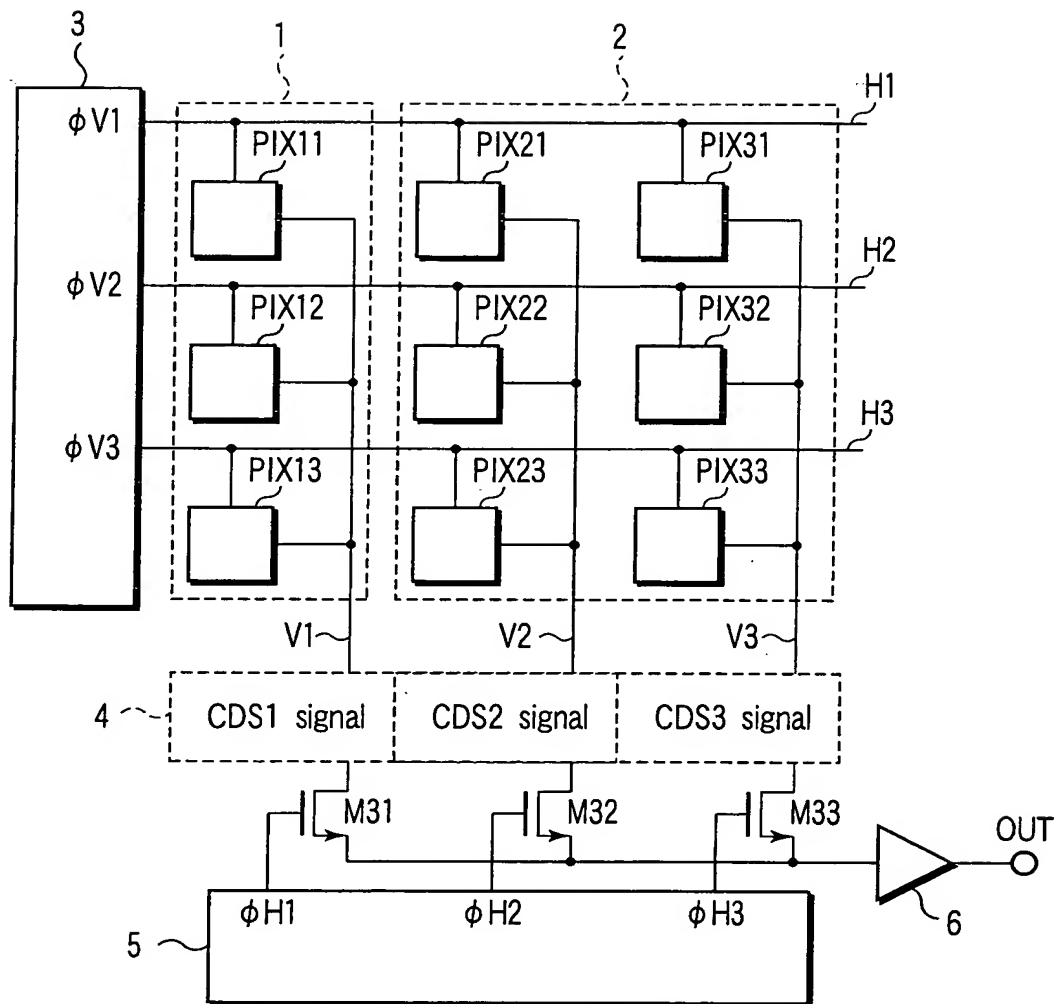 3
1
2
H1
φV1
PIX11
PIX21
PIX31
H2
φV2
PIX12
PIX22
PIX32
H3
φV3
PIX13
PIX23
PIX33
V1
V2
V3
4
CDS1 signal
CDS2 signal
CDS3 signal
M31
M32
M33
OUT
φH1
φH2
φH3
6
5